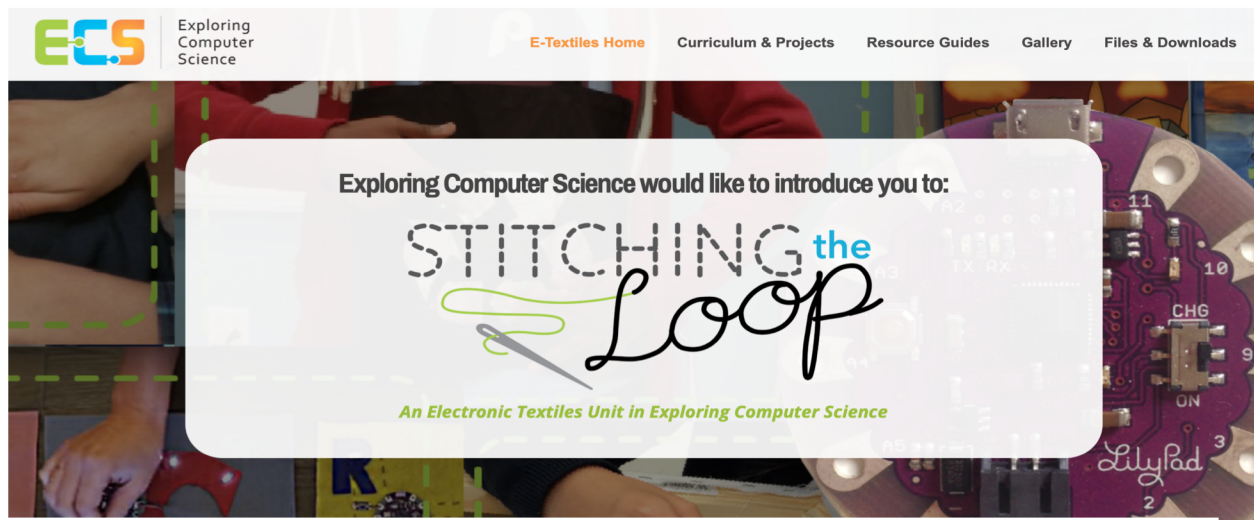 ECS
Exploring
Computer
Science
E-Textiles Home
Curriculum & Projects
Resource Guides
Gallery
Files & Downloads
Exploring Computer Science would like to introduce you to:
STITCHING the
Loop
An Electronic Textiles Unit in Exploring Computer Science
R
A2
TX RX
A3
A4
A5
11
10
CHG
9
ON
LilyPad
3
2